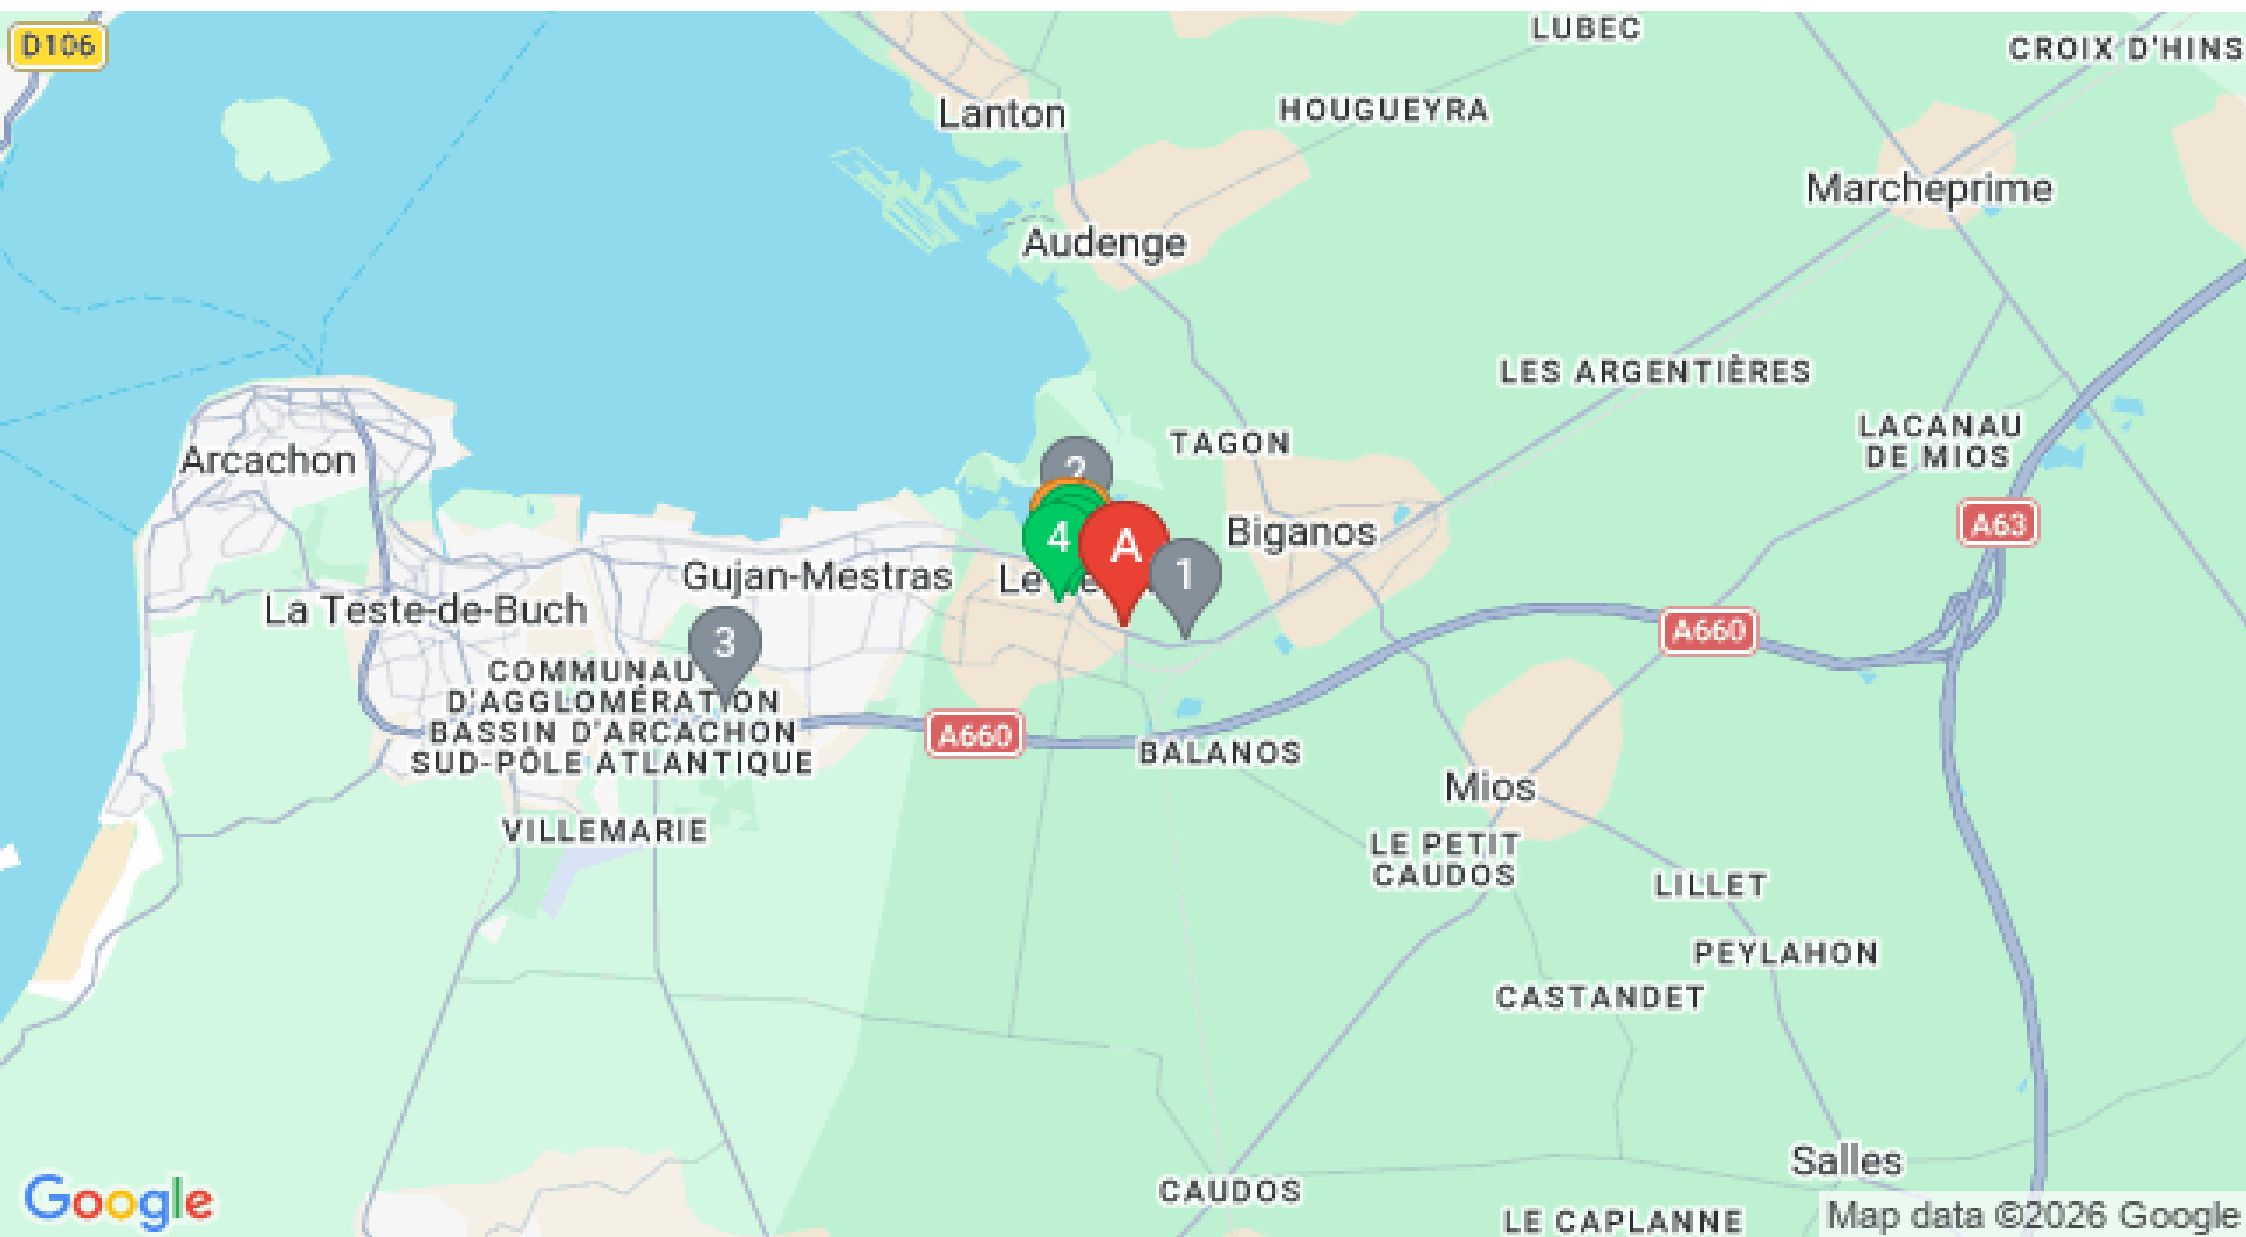 D106
LUBEC
CROIX D'HINS
Lanton
HOUGUEYRA
Marcheprime
Audenge
LES ARGENTIÈRES
TAGON
LACANAU
DE MIOS
Arcachon
2
A63
4
A
Biganos
1
Gujan-Mestras
Le
La Teste-de-Buch
3
A660
COMMUNAU
D'AGGLOMÉRATION
BASSIN D'ARCACHON
SUD-PÔLE ATLANTIQUE
A660
BALANOS
Mios
VILLEMARIE
LE PETIT
CAUDOS
LILLET
PEYLAHON
CASTANDET
Salles
CAUDOS
Google
LE CAPLANNE
Map data ©2026 Google